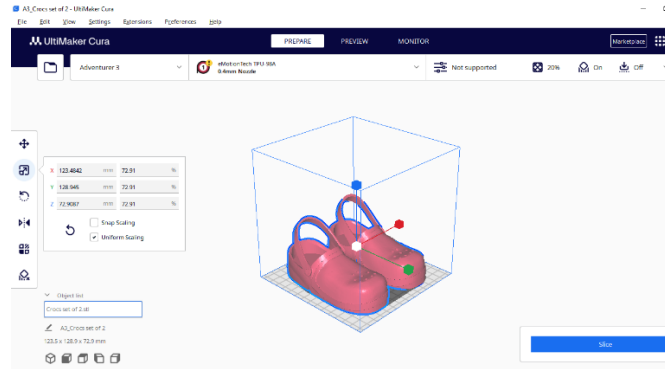 A3_Crocs set of 2 - UltiMaker Cura
File Edit View Settings Extensions Preferences Help
UltiMaker Cura PREPARE PREVIEW MONITOR Marketplace
Adventurer 3 eMotionTech TPU 98A Not supported 20% On Off
0.4mm Nozzle
X 123.4842 mm 72.91 %
Y 128.945 mm 72.91 %
Z 72.9087 mm 72.91 %
Snap Scaling
Uniform Scaling
Object list
Crocs set of 2.stl
A3_Crocs set of 2
123.5 x 128.9 x 72.9 mm
Slice